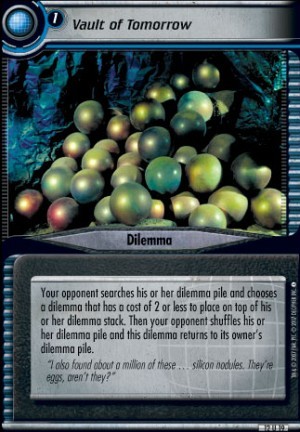 1
Vault of Tomorrow
Dilemma
Your opponent searches his or her dilemma pile and chooses
a dilemma that has a cost of 2 or less to place on top of his
or her dilemma stack. Then your opponent shuffles his or
her dilemma pile and this dilemma returns to its owner's
dilemma pile.
"I also found about a million of these ... silicon nodules. They're
eggs, aren't they?"